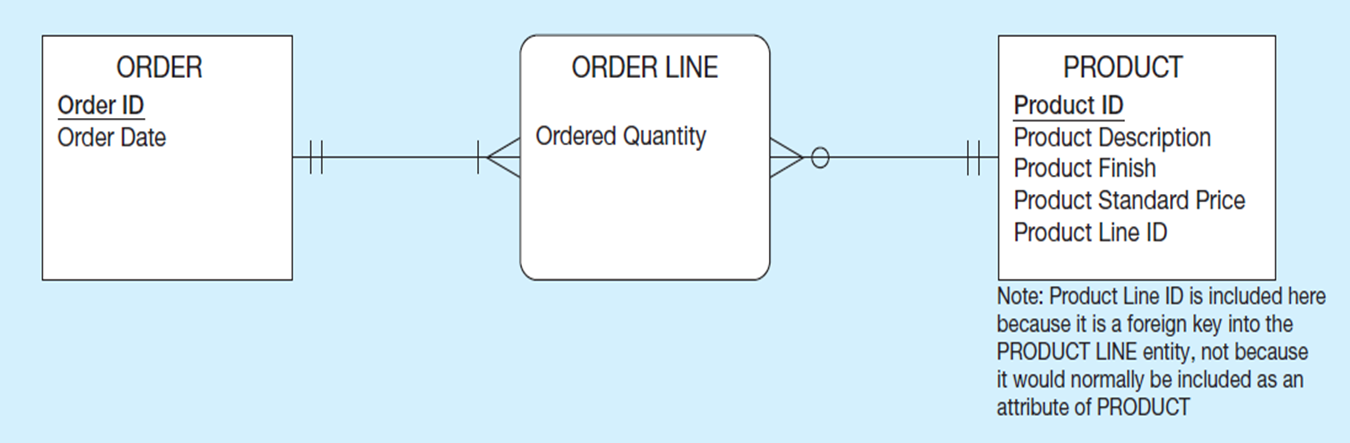 ORDER
Order ID
Order Date
ORDER LINE
Ordered Quantity
PRODUCT
Product ID
Product Description
Product Finish
Product Standard Price
Product Line ID
Note: Product Line ID is included here
because it is a foreign key into the
PRODUCT LINE entity, not because
it would normally be included as an
attribute of PRODUCT